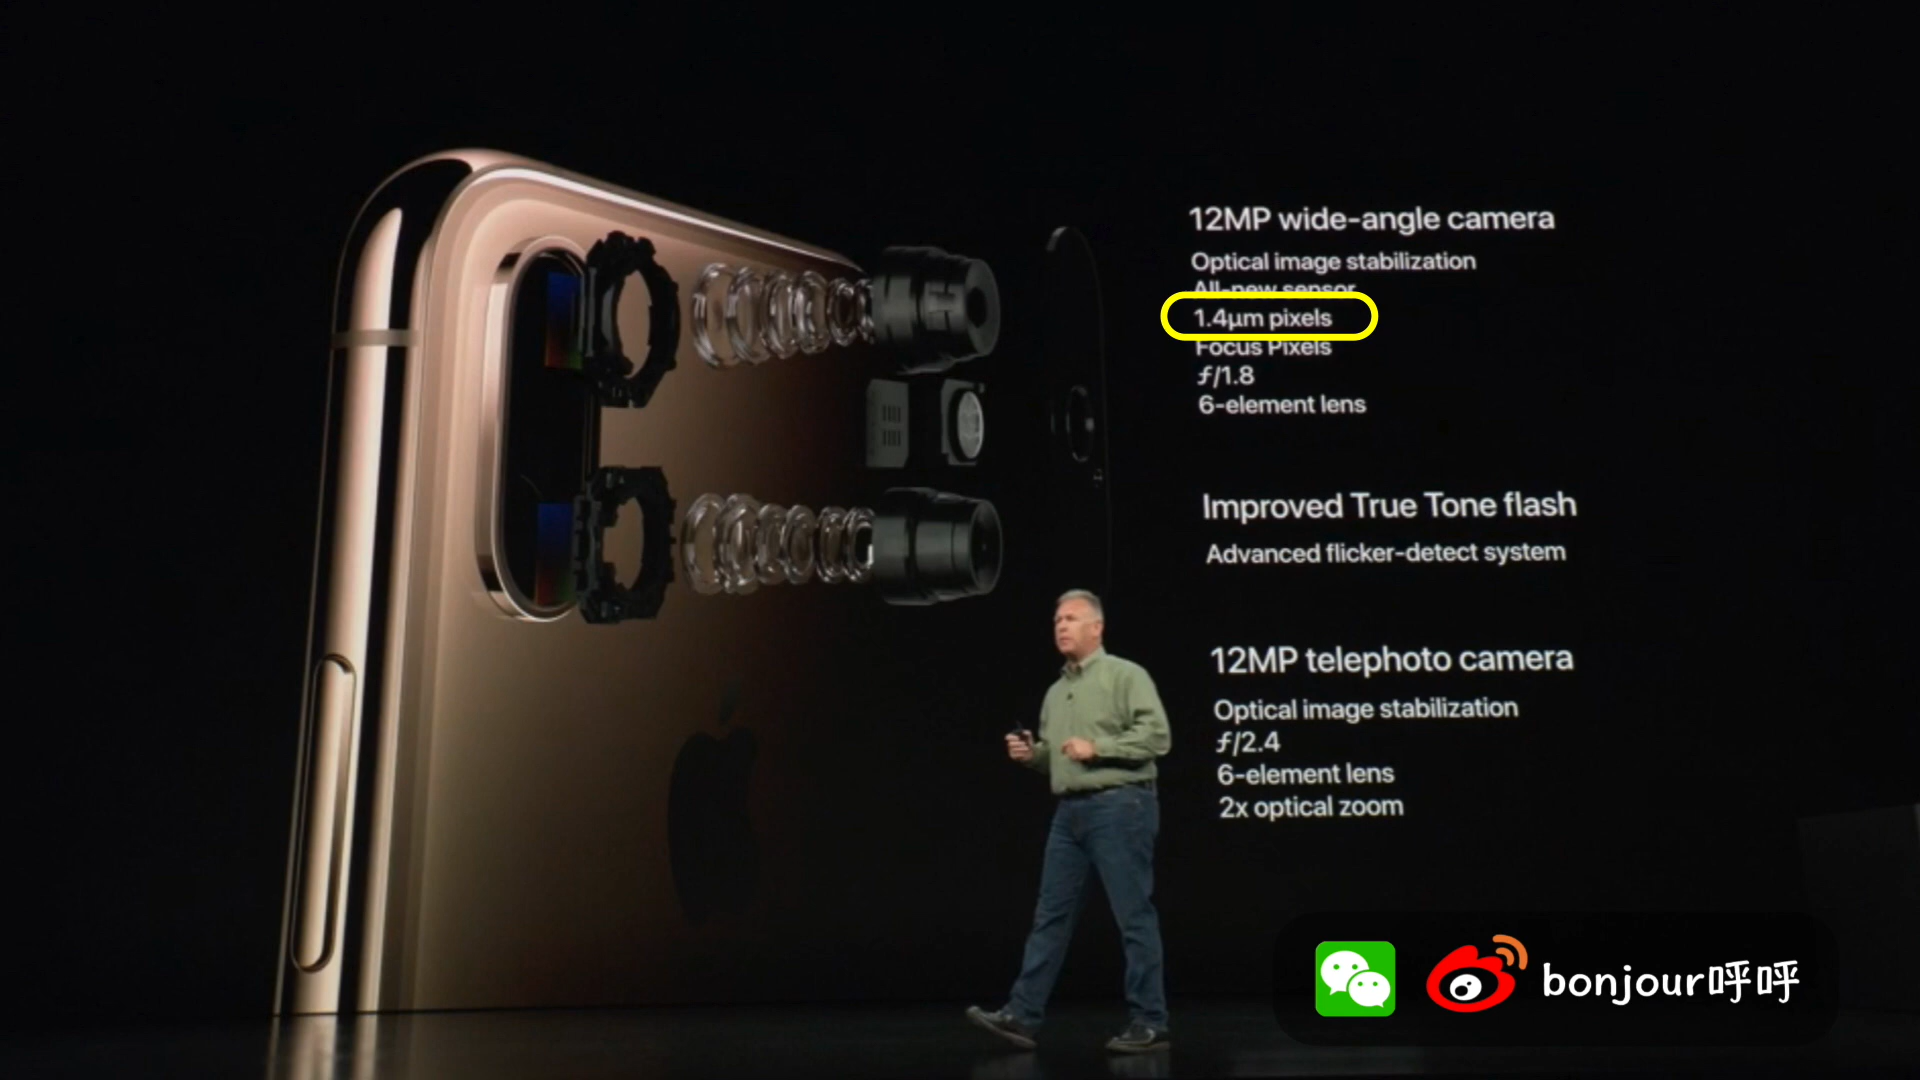 12MP wide-angle camera
Optical image stabilization
All-new sensor
1.4µm pixels
Focus Pixels
ƒ/1.8
6-element lens
Improved True Tone flash
Advanced flicker-detect system
12MP telephoto camera
Optical image stabilization
ƒ/2.4
6-element lens
2x optical zoom
bonjour呼呼